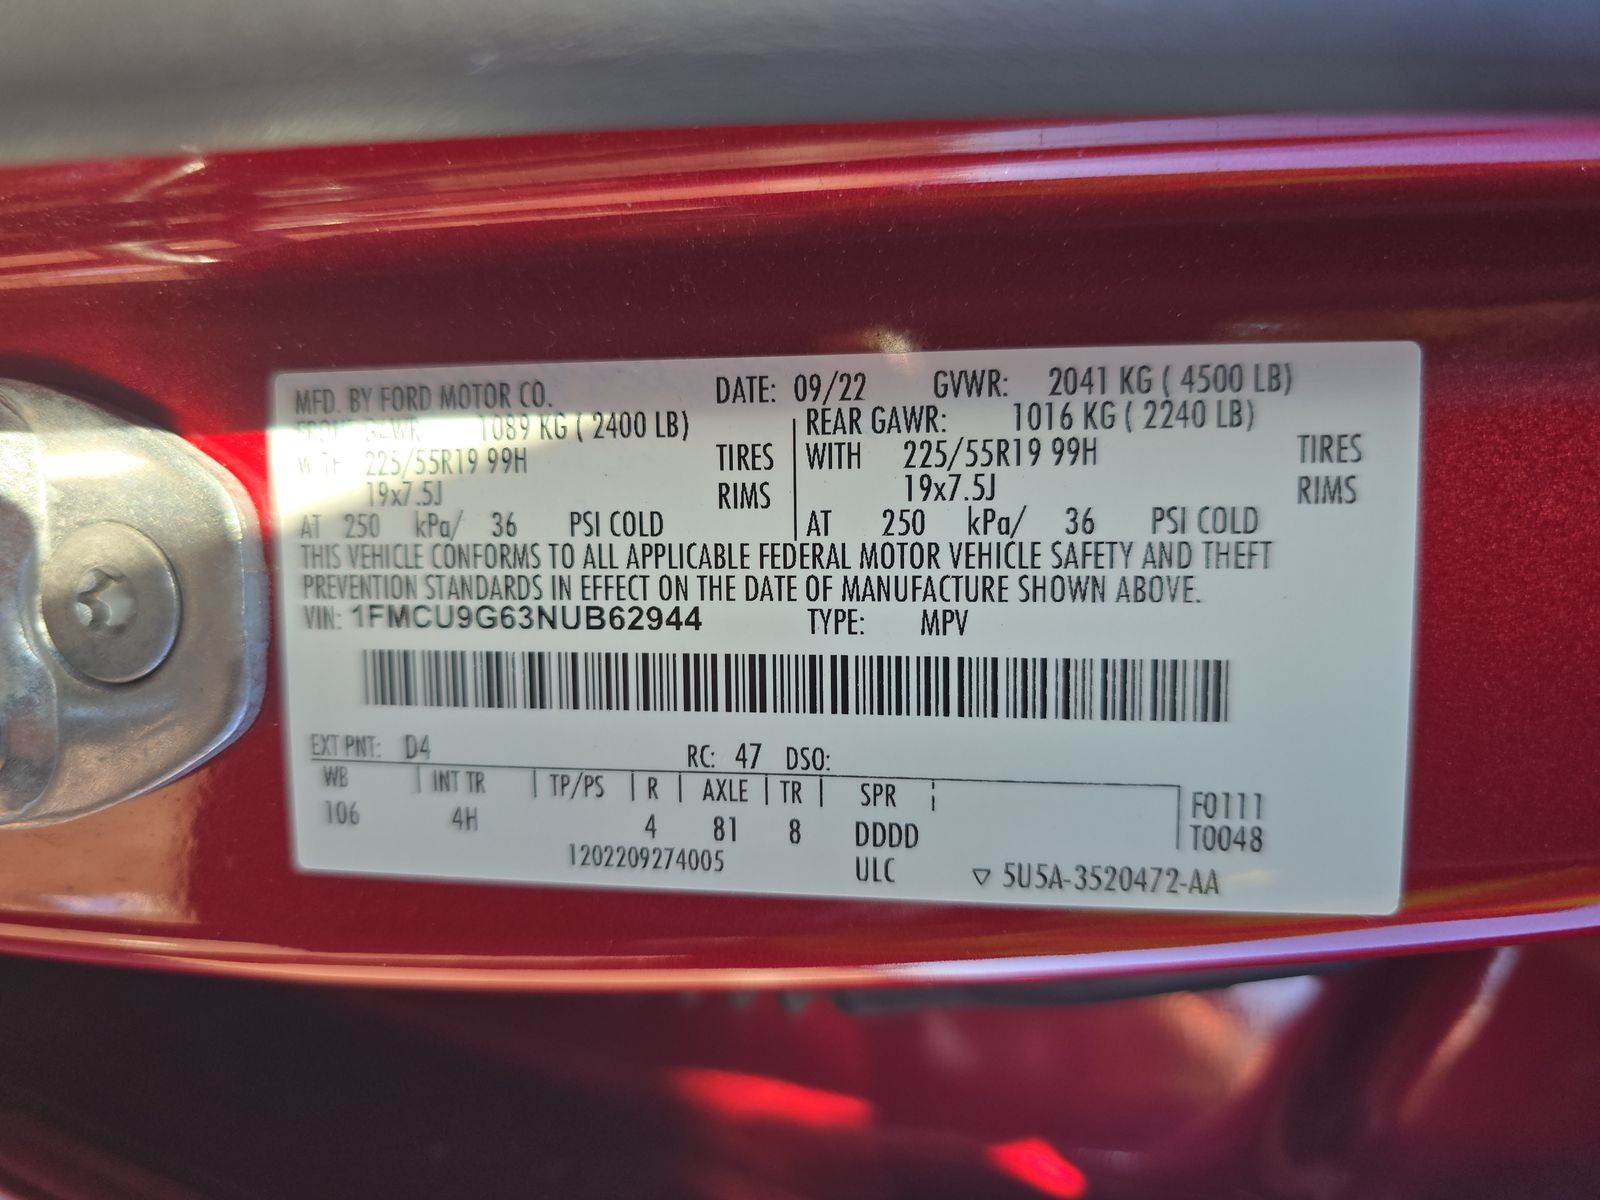 MFD. BY FORD MOTOR CO. DATE: 09/22 GVWR: 2041 KG ( 4500 LB)
FRONT GAWR: 1089 KG ( 2400 LB) REAR GAWR: 1016 KG ( 2240 LB)
WITH 225/55R19 99H TIRES WITH 225/55R19 99H TIRES
19x7.5J RIMS 19x7.5J RIMS
AT 250 kPa/ 36 PSI COLD AT 250 kPa/ 36 PSI COLD
THIS VEHICLE CONFORMS TO ALL APPLICABLE FEDERAL MOTOR VEHICLE SAFETY AND THEFT
PREVENTION STANDARDS IN EFFECT ON THE DATE OF MANUFACTURE SHOWN ABOVE.
VIN: 1FMCU9G63NUB62944 TYPE: MPV
EXT PNT: D4 RC: 47 DSO:
WB INT TR TP/PS R AXLE TR SPR F0111
106 4H 4 81 8 DDDD T0048
1202209274005 ULC ▽ 5U5A-3520472-AA